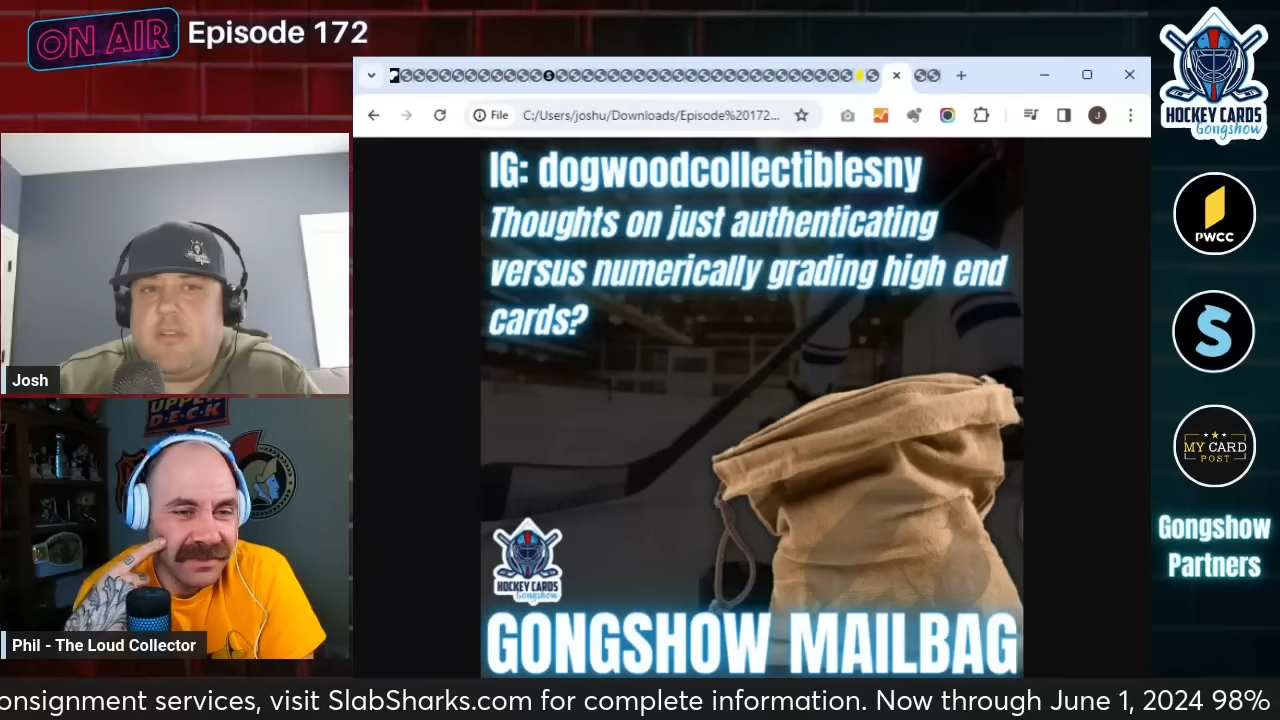 ON AIR
Episode 172
HOCKEY CARDS
Gongshow
File
C:/Users/joshu/Downloads/Episode%20172...
J
IG: dogwoodcollectiblesny
Thoughts on just authenticating
versus numerically grading high end
cards?
PWCC
S
Josh
UPPER
D.E.C.K
MY CARD
POST
Gongshow
Partners
HOCKEY CARDS
Gongshow
GONGSHOW MAILBAG
Phil - The Loud Collector
onsignment services, visit SlabSharks.com for complete information. Now through June 1, 2024 98%